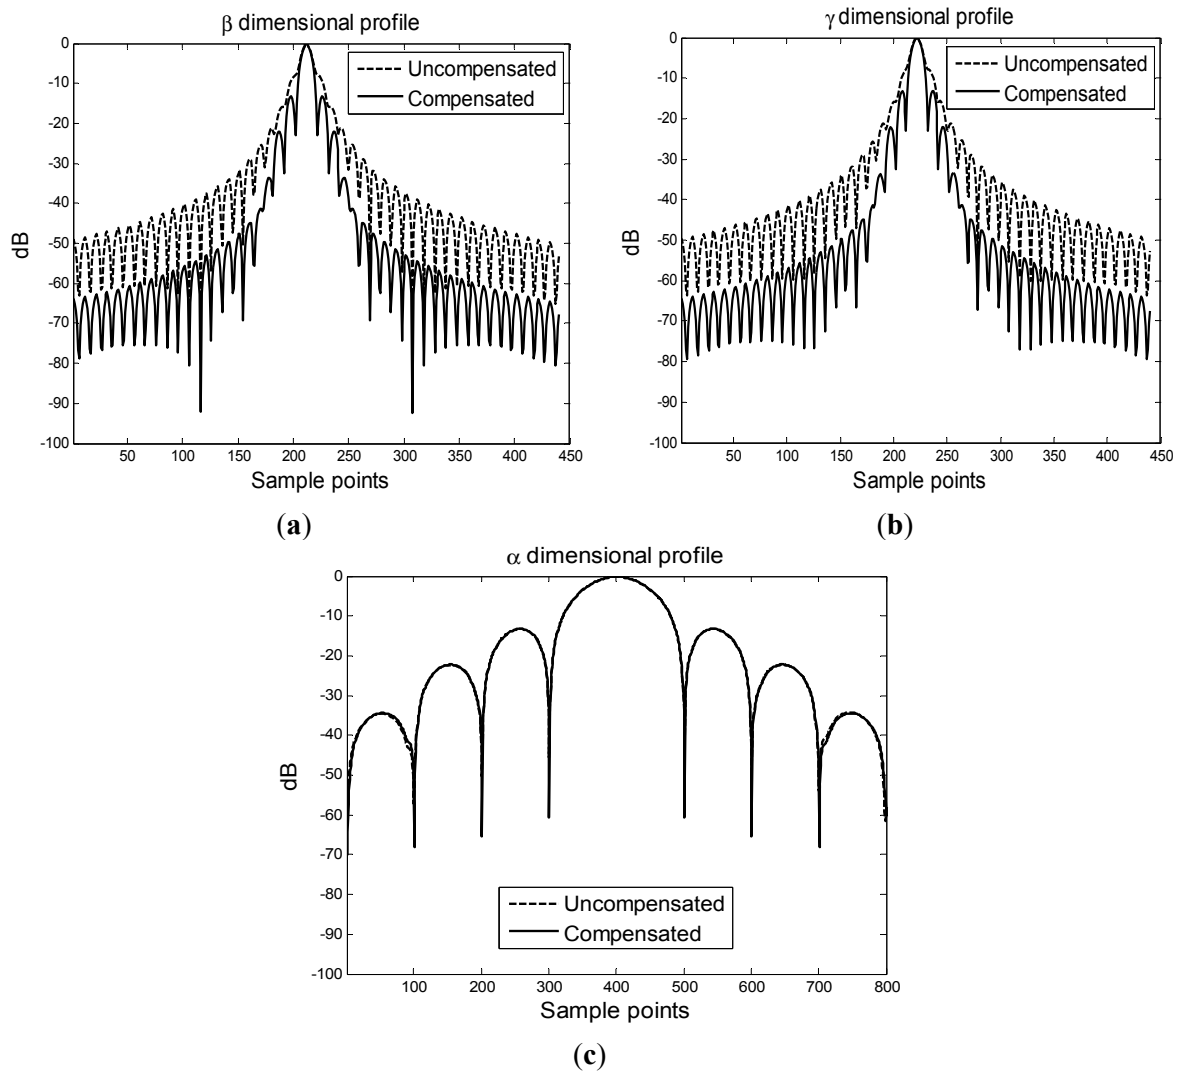 β dimensional profile
0
-10
-20
-30
-40
-50
-60
-70
-80
-90
-100
dB
Uncompensated
Compensated
50 100 150 200 250 300 350 400 450
Sample points
(a)
γ dimensional profile
0
-10
-20
-30
-40
-50
-60
-70
-80
-90
-100
dB
Uncompensated
Compensated
50 100 150 200 250 300 350 400 450
Sample points
(b)
α dimensional profile
0
-10
-20
-30
-40
-50
-60
-70
-80
-90
-100
dB
Uncompensated
Compensated
100 200 300 400 500 600 700 800
Sample points
(c)